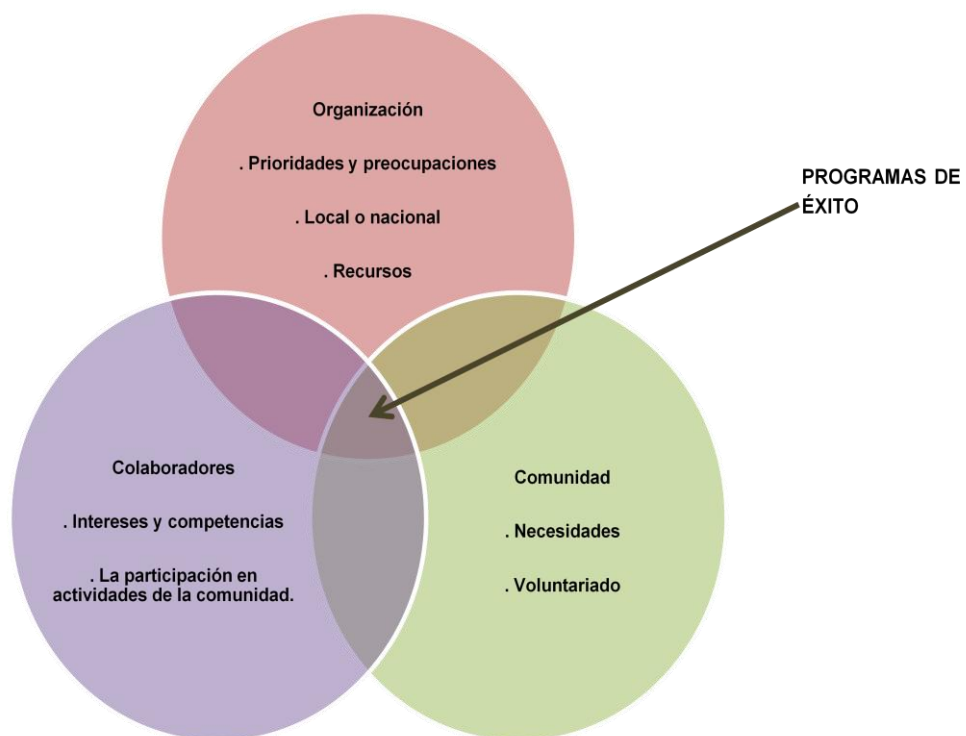 Organización
. Prioridades y preocupaciones
. Local o nacional
. Recursos
PROGRAMAS DE
ÉXITO
Colaboradores
. Intereses y competencias
. La participación en
actividades de la comunidad.
Comunidad
. Necesidades
. Voluntariado